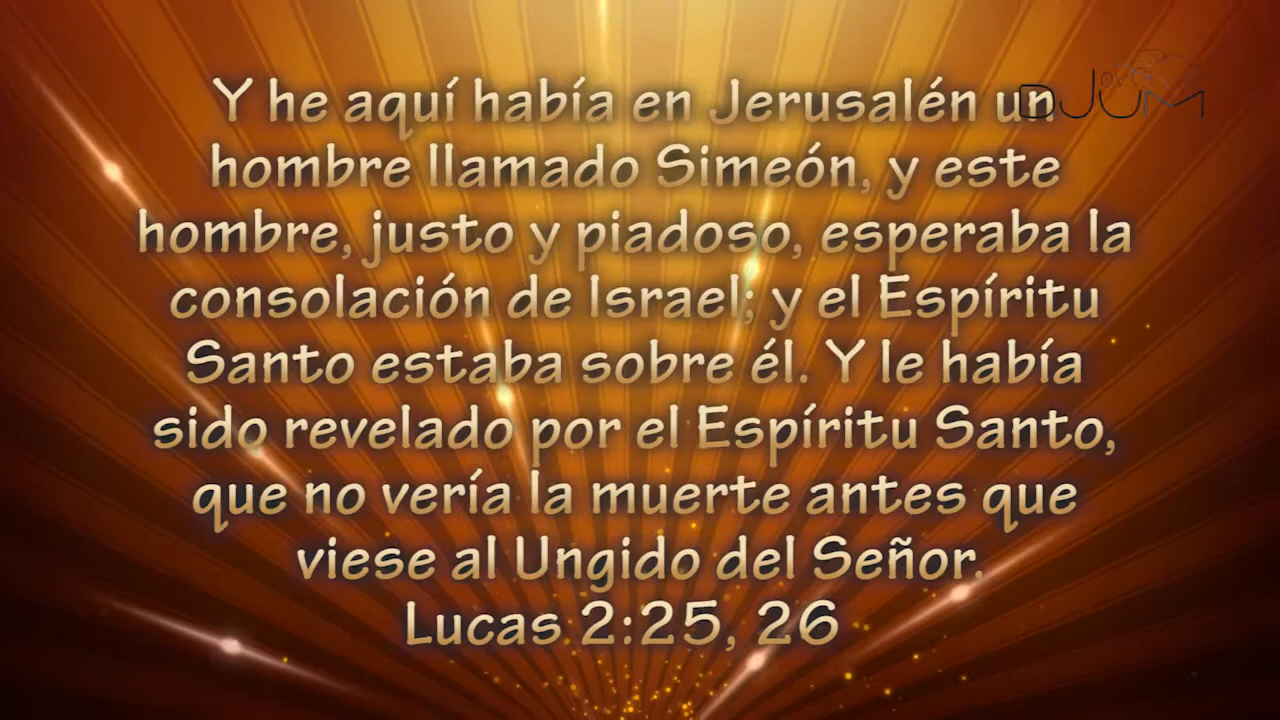 Y he aquí había en Jerusalén un
hombre llamado Simeón, y este
hombre, justo y piadoso, esperaba la
consolación de Israel; y el Espíritu
Santo estaba sobre él. Y le había
sido revelado por el Espíritu Santo,
que no vería la muerte antes que
viese al Ungido del Señor.
Lucas 2:25, 26
DJUM